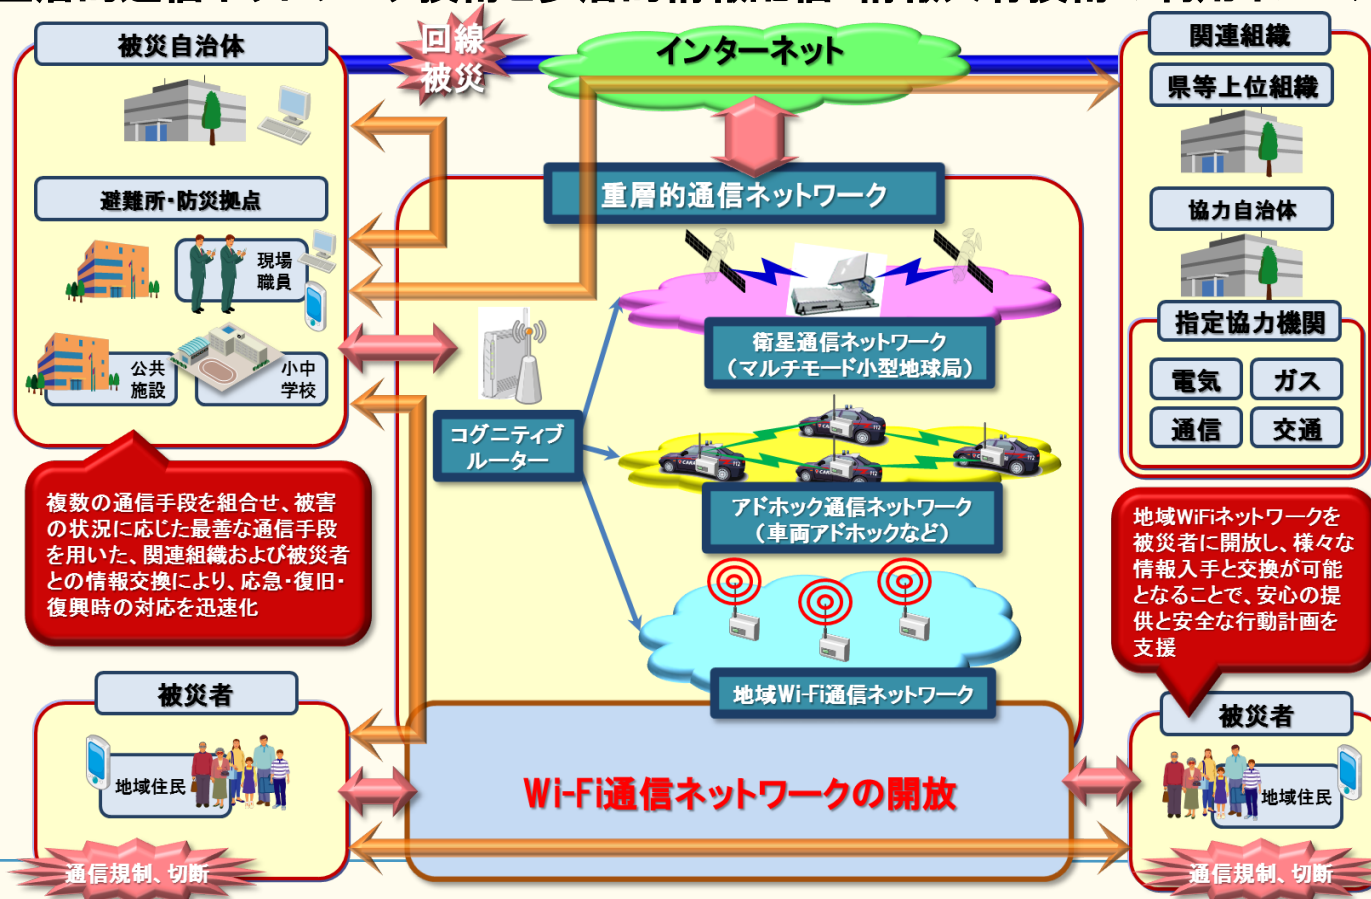 被災自治体
回線
被災
インターネット
関連組織
県等上位組織
避難所・防災拠点
重層的通信ネットワーク
協力自治体
現場
職員
指定協力機関
衛星通信ネットワーク
（マルチモード小型地球局）
公共
施設
小中
学校
電気
ガス
通信
交通
コグニティブ
ルーター
アドホック通信ネットワーク
（車両アドホックなど）
複数の通信手段を組合せ、被害
の状況に応じた最善な通信手段
を用いた、関連組織および被災者
との情報交換により、応急・復旧・
復興時の対応を迅速化
地域WiFiネットワークを
被災者に開放し、様々な
情報入手と交換が可能
となることで、安心の提
供と安全な行動計画を
支援
地域Wi-Fi通信ネットワーク
被災者
地域住民
通信規制、切断
Wi-Fi通信ネットワークの開放
被災者
地域住民
通信規制、切断